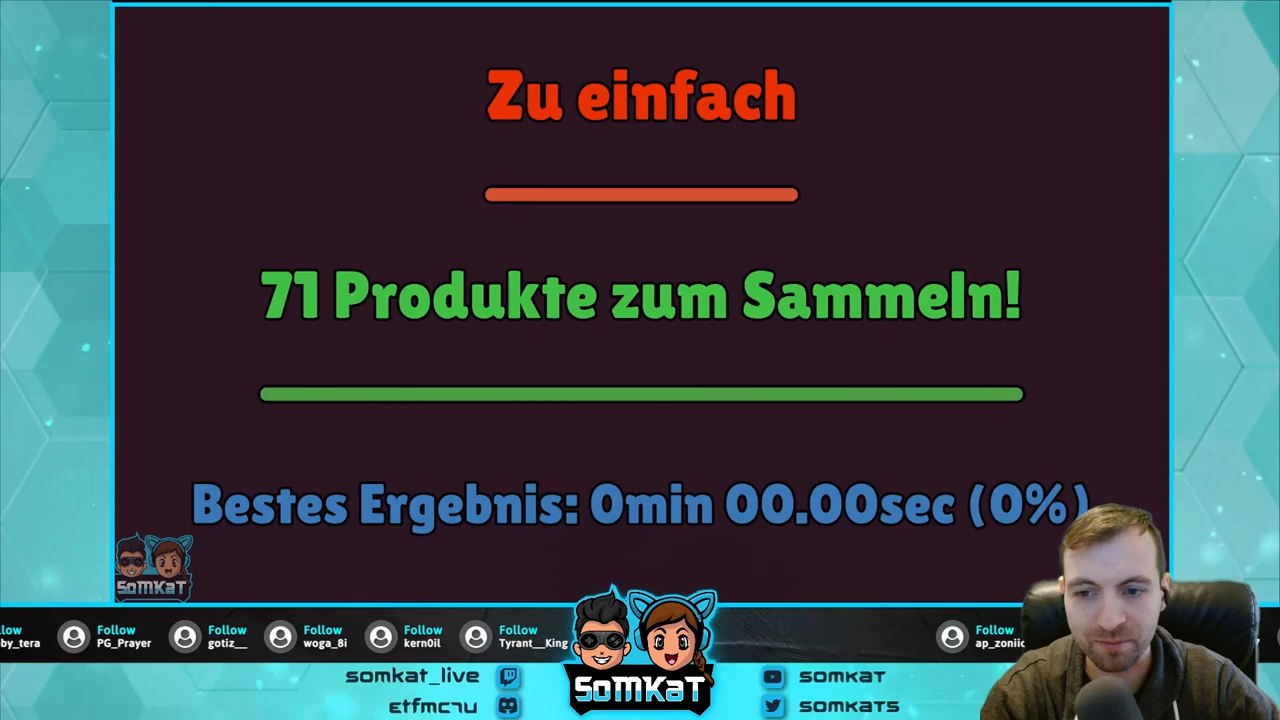 Zu einfach
71 Produkte zum Sammeln!
Bestes Ergebnis: 0min 00.00sec (0%)
SOMKAT
Follow
PG_Prayer
Follow
gotiz__
Follow
woga_8i
Follow
kern0il
Follow
Tyrant__King
Follow
SOMKAT
somkat_live
somkat
somkats